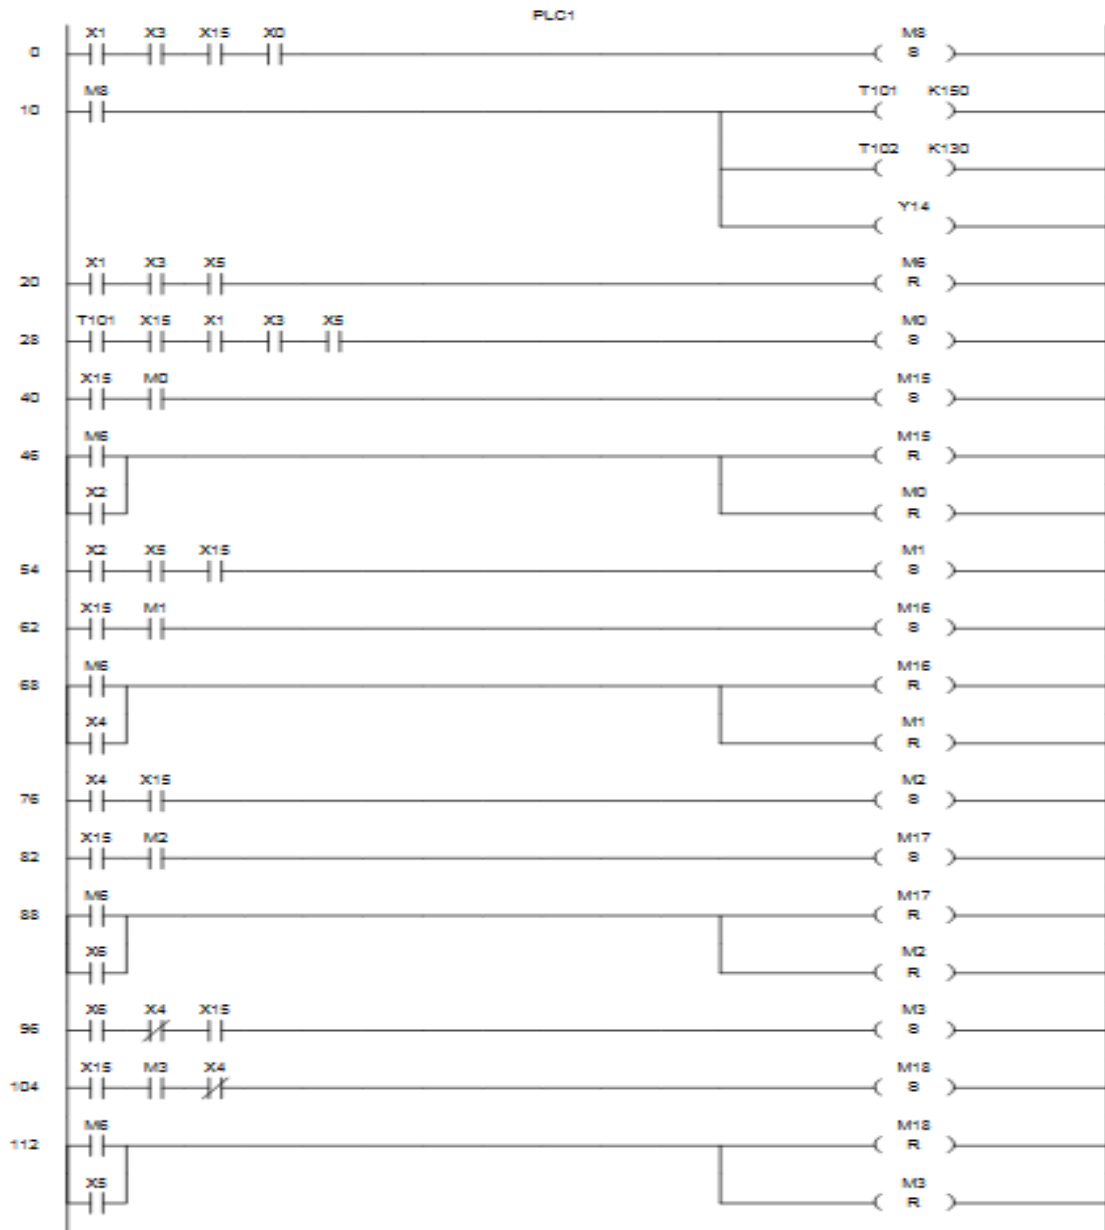 PLC1
X1 X3 X15 X0 M8
0 S
M8 T101 K150
10
T102 K130
Y14
X1 X3 X5 M6
20 R
T101 X15 X1 X3 X5 M0
28 S
X15 M0 M15
40 S
M6 M15
46 R
X2 M0
R
X2 X5 X15 M1
54 S
X15 M1 M16
62 S
M6 M16
68 R
X4 M1
R
X4 X15 M2
76 S
X15 M2 M17
82 S
M6 M17
88 R
X6 M2
R
X6 X4 X15 M3
96 S
X15 M3 X4 M18
104 S
M6 M18
112 R
X5 M3
R